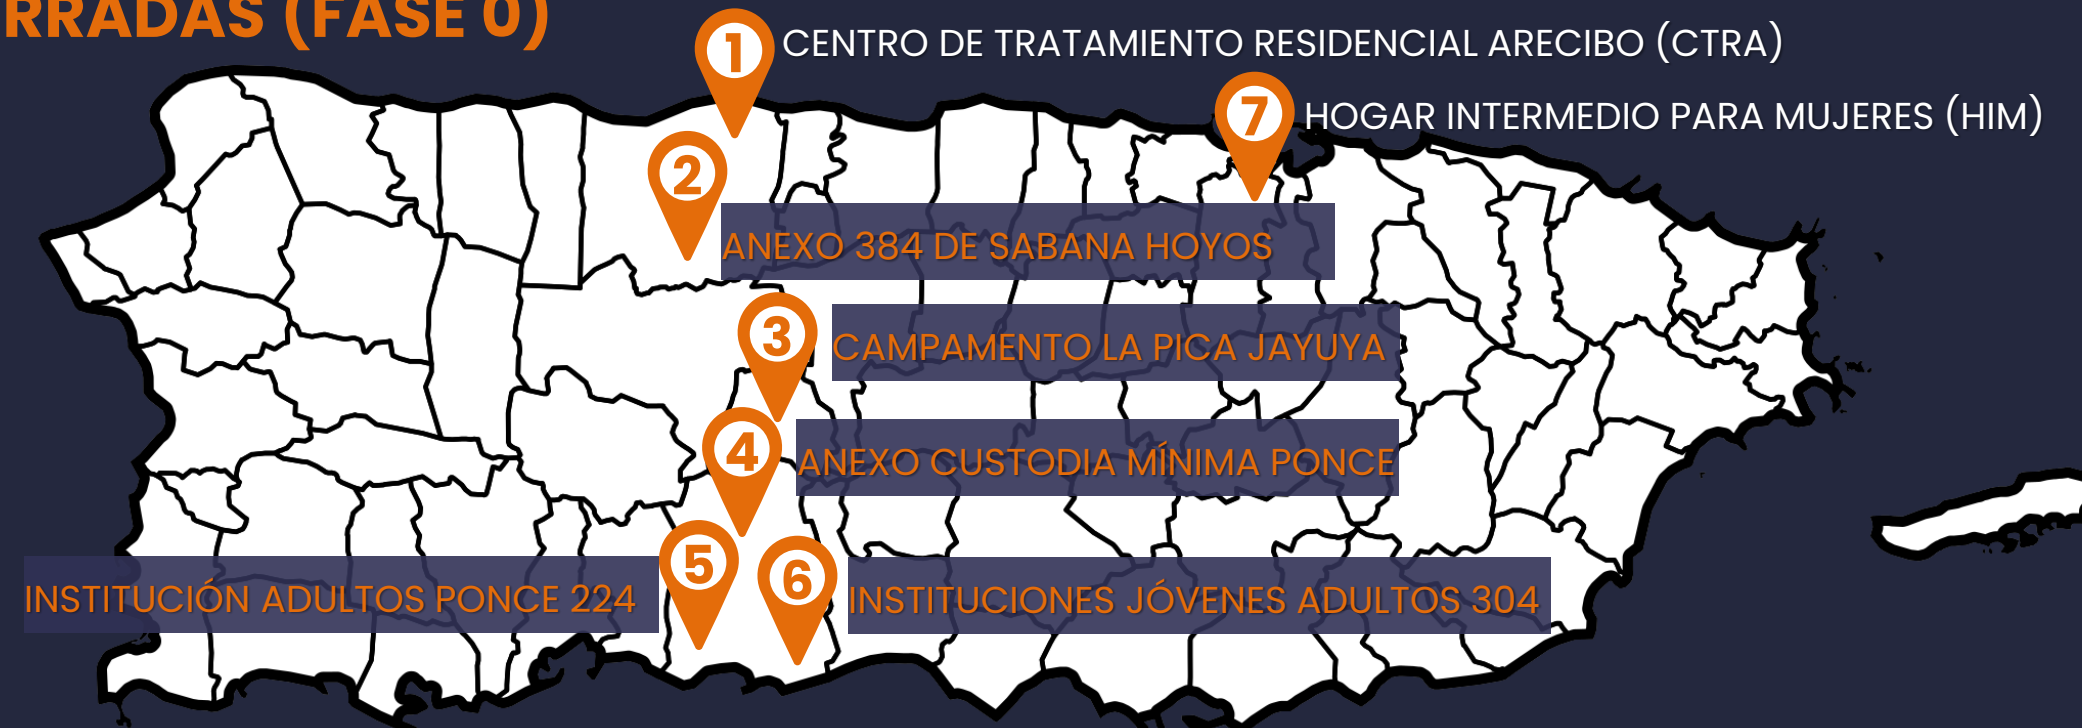 RRADAS (FASE 0)
1 CENTRO DE TRATAMIENTO RESIDENCIAL ARECIBO (CTRA)
7 HOGAR INTERMEDIO PARA MUJERES (HIM)
2 ANEXO 384 DE SABANA HOYOS
3 CAMPAMENTO LA PICA JAYUYA
4 ANEXO CUSTODIA MÍNIMA PONCE
INSTITUCIÓN ADULTOS PONCE 224 5
6 INSTITUCIONES JÓVENES ADULTOS 304